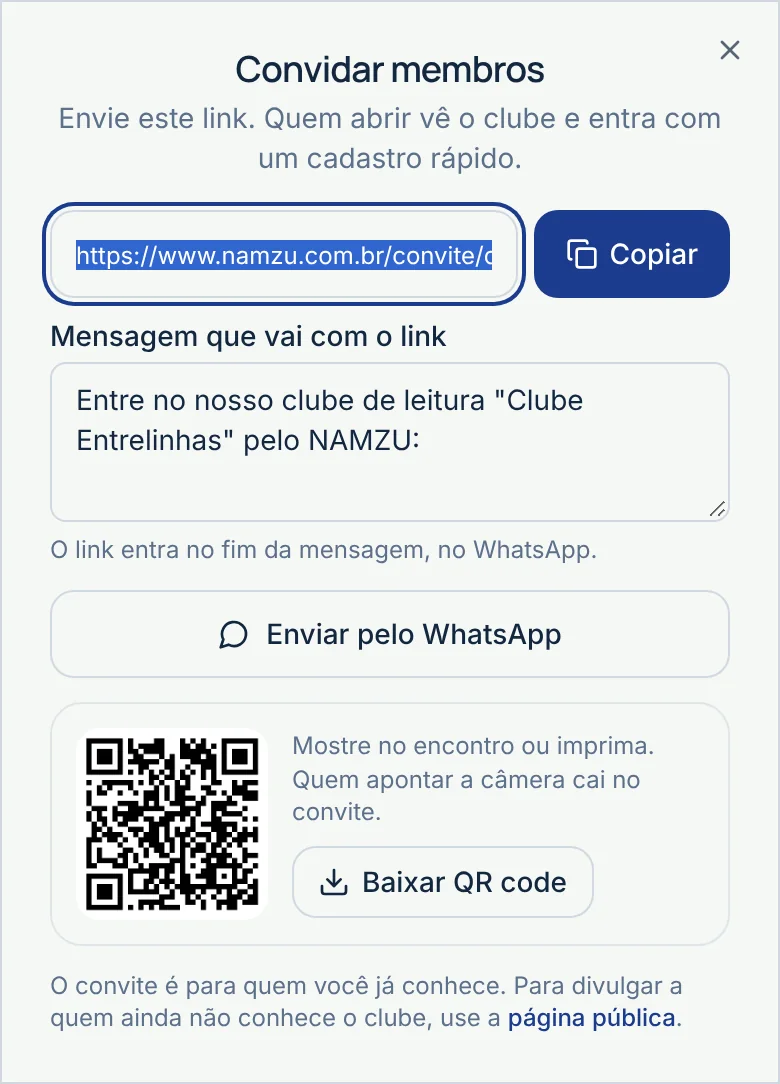 Convidar membros
Envie este link. Quem abrir vê o clube e entra com
um cadastro rápido.
https://www.namzu.com.br/convite/
Copiar
Mensagem que vai com o link
Entre no nosso clube de leitura "Clube
Entrelinhas" pelo NAMZU:
O link entra no fim da mensagem, no WhatsApp.
Enviar pelo WhatsApp
Mostre no encontro ou imprima.
Quem apontar a câmera cai no
convite.
Baixar QR code
O convite é para quem você já conhece. Para divulgar a
quem ainda não conhece o clube, use a página pública.